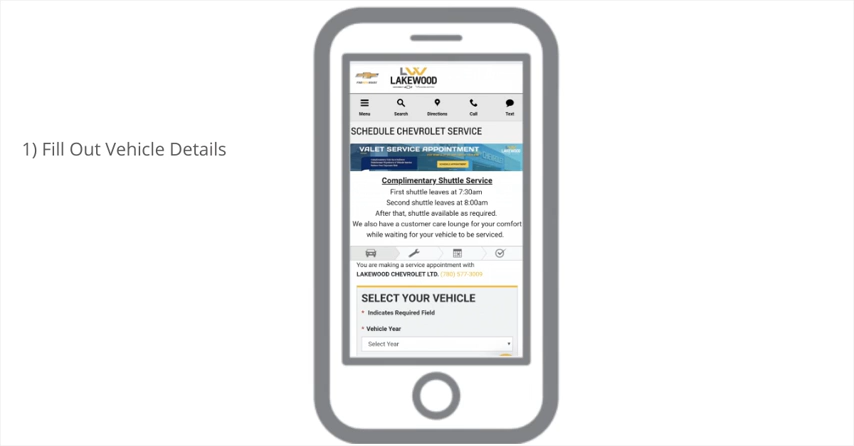 1) Fill Out Vehicle Details
LW
LAKEWOOD
Menu Search Directions Call Text
SCHEDULE CHEVROLET SERVICE
VALET SERVICE APPOINTMENT
Complimentary Shuttle Service
First shuttle leaves at 7:30am
Second shuttle leaves at 8:00am
After that, shuttle available as required.
We also have a customer care lounge for your comfort
while waiting for your vehicle to be serviced.
You are making a service appointment with
LAKEWOOD CHEVROLET LTD.
SELECT YOUR VEHICLE
* Indicates Required Field
* Vehicle Year
Select Year